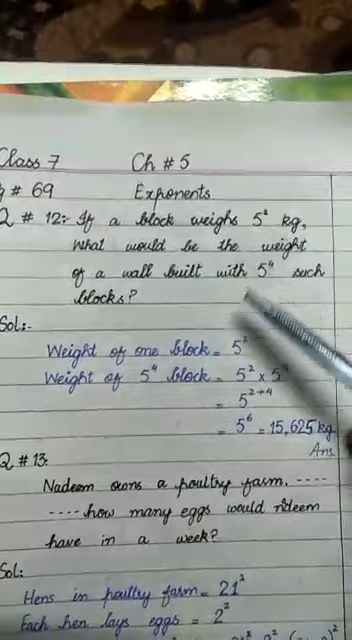 Class 7 Ch # 5
# 69 Exponents
Q # 12:- If a block weighs 5² kg,
What would be the weight
of a wall built with 5⁴ such
blocks?
Sol:-
Weight of one block = 5²
Weight of 5⁴ block = 5² x 5⁴
= 5²⁺⁴
= 5⁶ = 15,625 kg
Ans
Q # 13:
Nadeem owns a poultry farm. ----
---- how many eggs would
have in a week?
Sol:
Hens in poultry farm = 21²
Each hen lays eggs = 2²